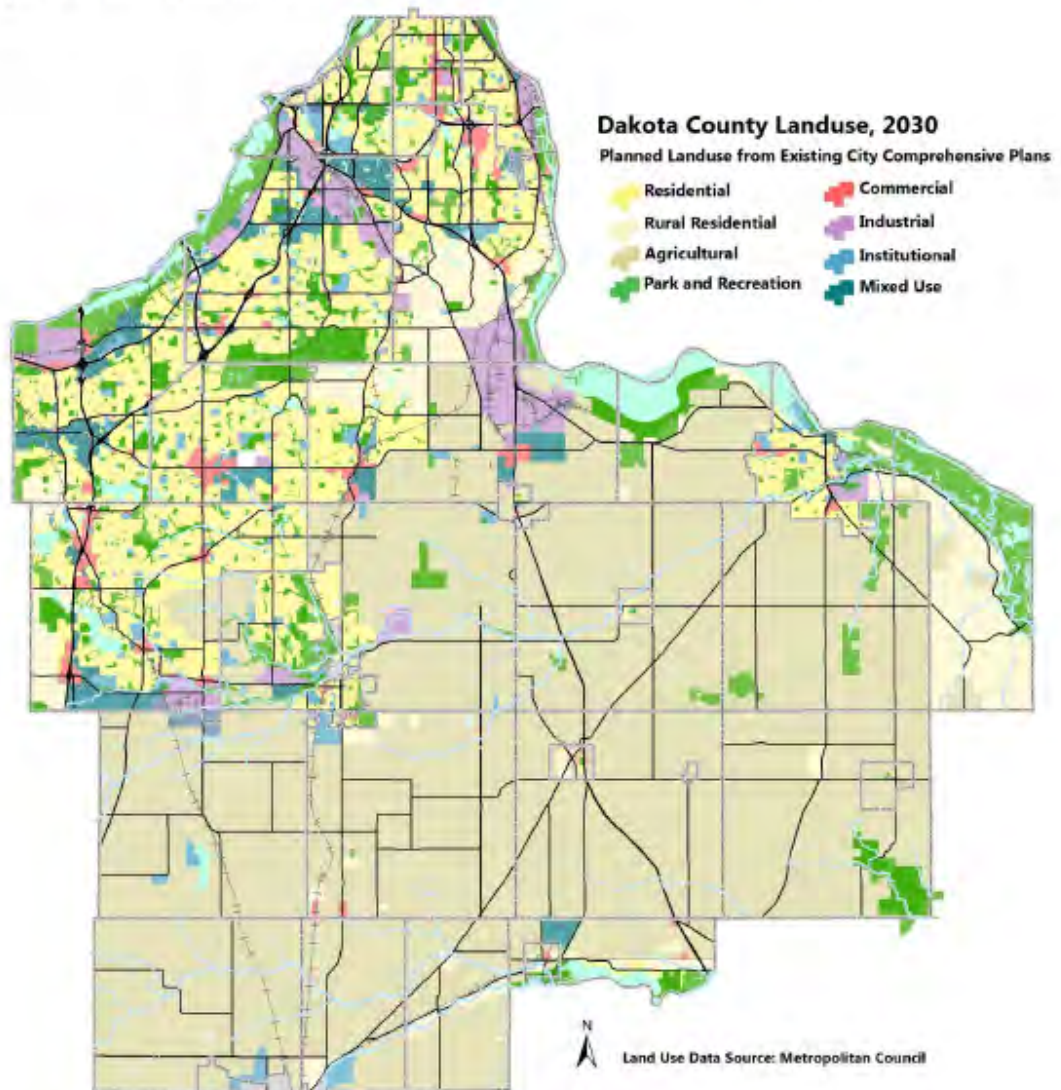 Dakota County Landuse, 2030
Planned Landuse from Existing City Comprehensive Plans
Residential
Rural Residential
Agricultural
Park and Recreation
Commercial
Industrial
Institutional
Mixed Use
N
Land Use Data Source: Metropolitan Council